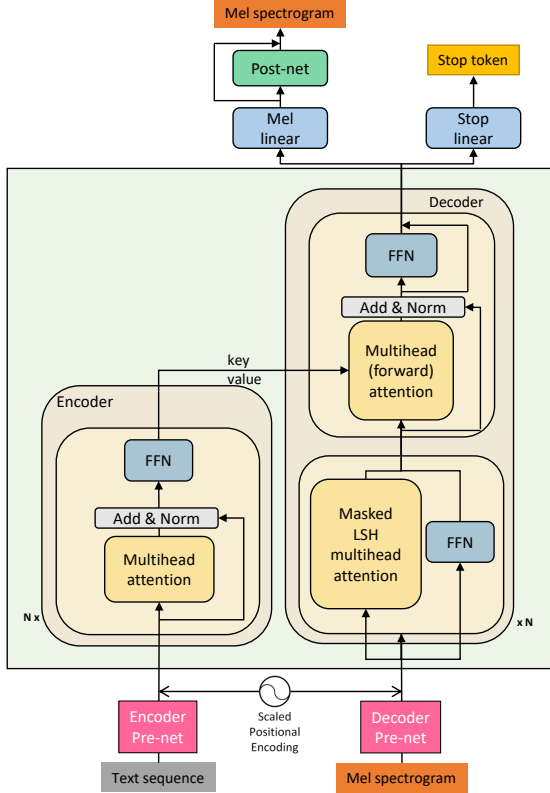 Mel spectrogram
Post-net
Stop token
Mel
linear
Stop
linear
Decoder
FFN
Add & Norm
Multihead
(forward)
attention
key
value
Encoder
FFN
Add & Norm
Multihead
attention
Masked
LSH
multihead
attention
FFN
N x
x N
Encoder
Pre-net
Scaled
Positional
Encoding
Decoder
Pre-net
Text sequence
Mel spectrogram